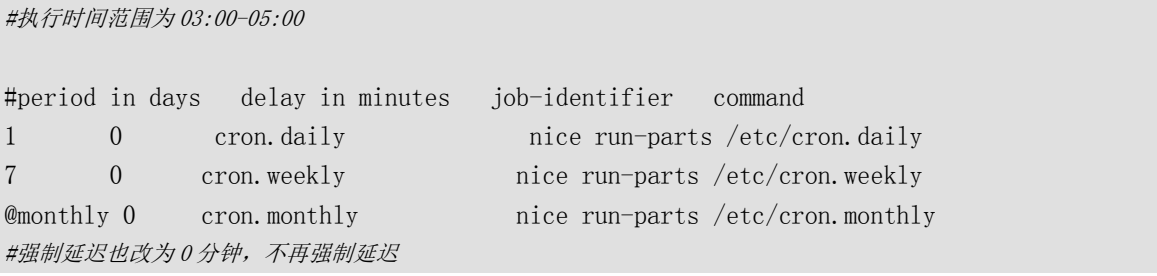 #执行时间范围为 03:00-05:00
#period in days delay in minutes job-identifier command
1 0 cron.daily nice run-parts /etc/cron.daily
7 0 cron.weekly nice run-parts /etc/cron.weekly
@monthly 0 cron.monthly nice run-parts /etc/cron.monthly
#强制延迟也改为 0 分钟，不再强制延迟